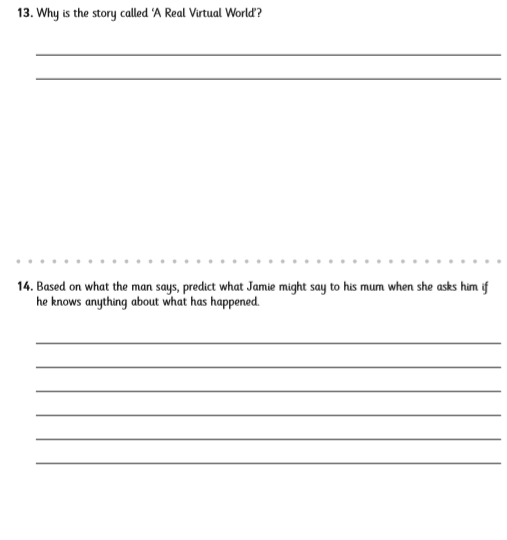 13. Why is the story called 'A Real Virtual World'?
14. Based on what the man says, predict what Jamie might say to his mum when she asks him if
he knows anything about what has happened.